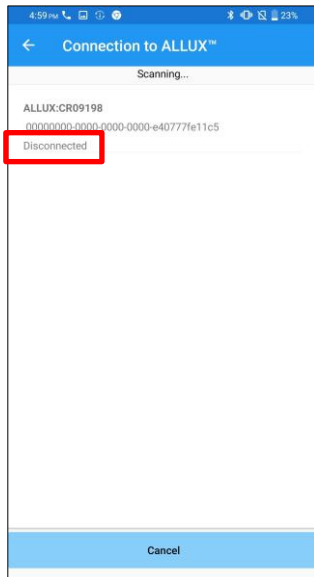 4:59 PM 23%
Connection to ALLUX™
Scanning...
ALLUX:CR09198
00000000-0000-0000-0000-e40777fe11c5
Disconnected
Cancel